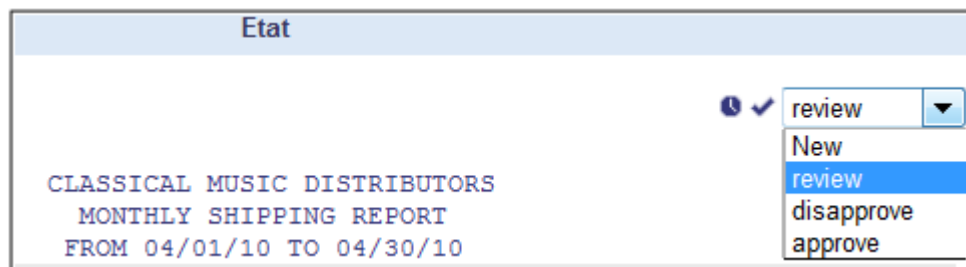 Etat
review
New
review
disapprove
approve
CLASSICAL MUSIC DISTRIBUTORS
MONTHLY SHIPPING REPORT
FROM 04/01/10 TO 04/30/10